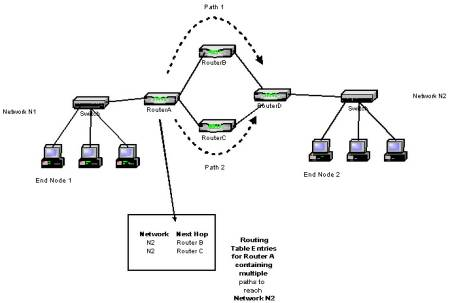 Path 1
RouterB
Network N1
Switch
RouterA
RouterD
Switch
Network N2
RouterC
Path 2
End Node 1
End Node 2
Network Next Hop
N2 Router B
N2 Router C
Routing
Table Entries
for Router A
containing
multiple
paths to
reach
Network N2